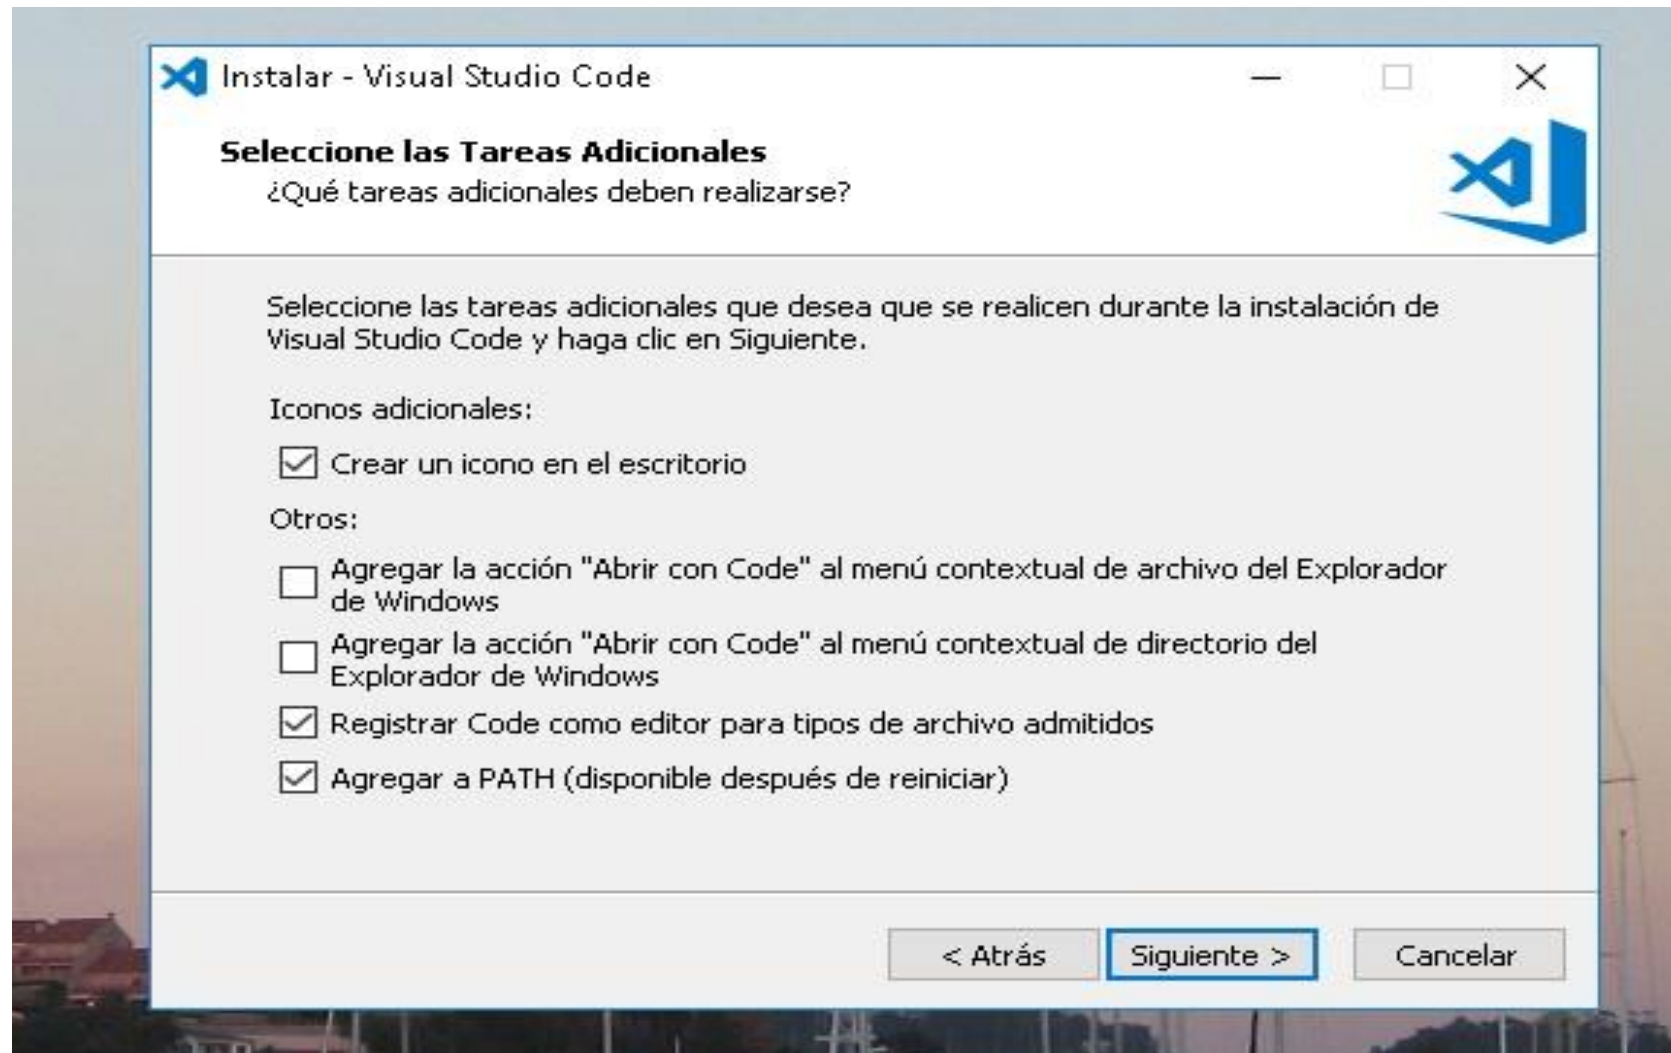 Instalar - Visual Studio Code
Seleccione las Tareas Adicionales
¿Qué tareas adicionales deben realizarse?
Seleccione las tareas adicionales que desea que se realicen durante la instalación de
Visual Studio Code y haga clic en Siguiente.
Iconos adicionales:
Crear un icono en el escritorio
Otros:
Agregar la acción "Abrir con Code" al menú contextual de archivo del Explorador
de Windows
Agregar la acción "Abrir con Code" al menú contextual de directorio del
Explorador de Windows
Registrar Code como editor para tipos de archivo admitidos
Agregar a PATH (disponible después de reiniciar)
< Atrás Siguiente > Cancelar